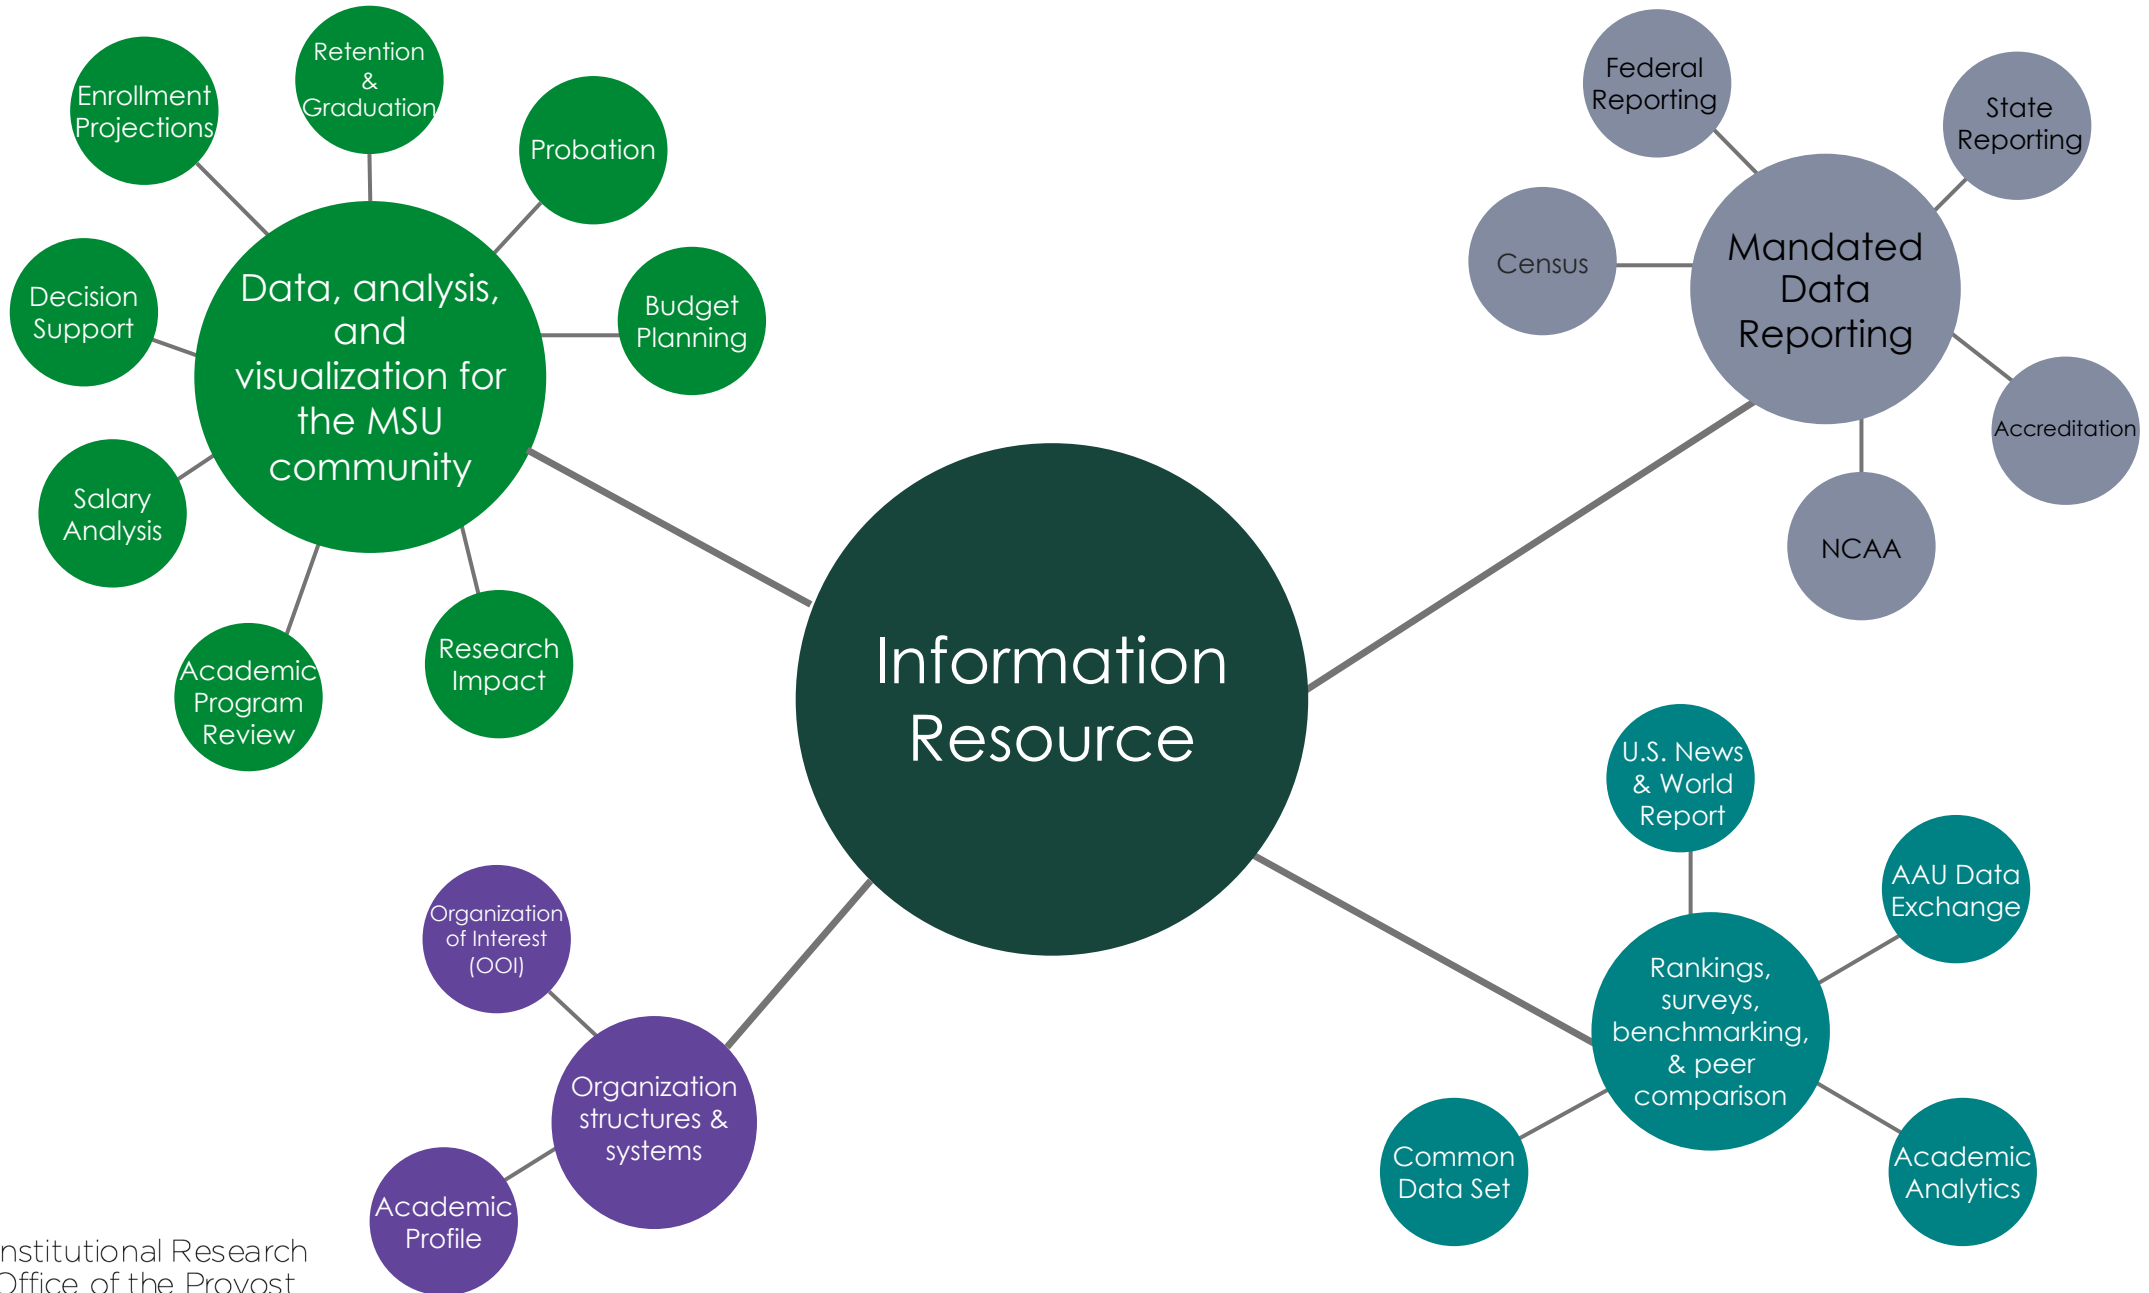 Retention
&
Graduation
Enrollment
Projections
Probation
Decision
Support
Budget
Planning
Data, analysis,
and
visualization for
the MSU
community
Salary
Analysis
Academic
Program
Review
Research
Impact
Federal
Reporting
State
Reporting
Census
Mandated
Data
Reporting
Accreditation
NCAA
Information
Resource
U.S. News
& World
Report
AAU Data
Exchange
Rankings,
surveys,
benchmarking,
& peer
comparison
Common
Data Set
Academic
Analytics
Organization
of Interest
(OOI)
Organization
structures &
systems
Academic
Profile
nstitutional Research
Office of the Provost